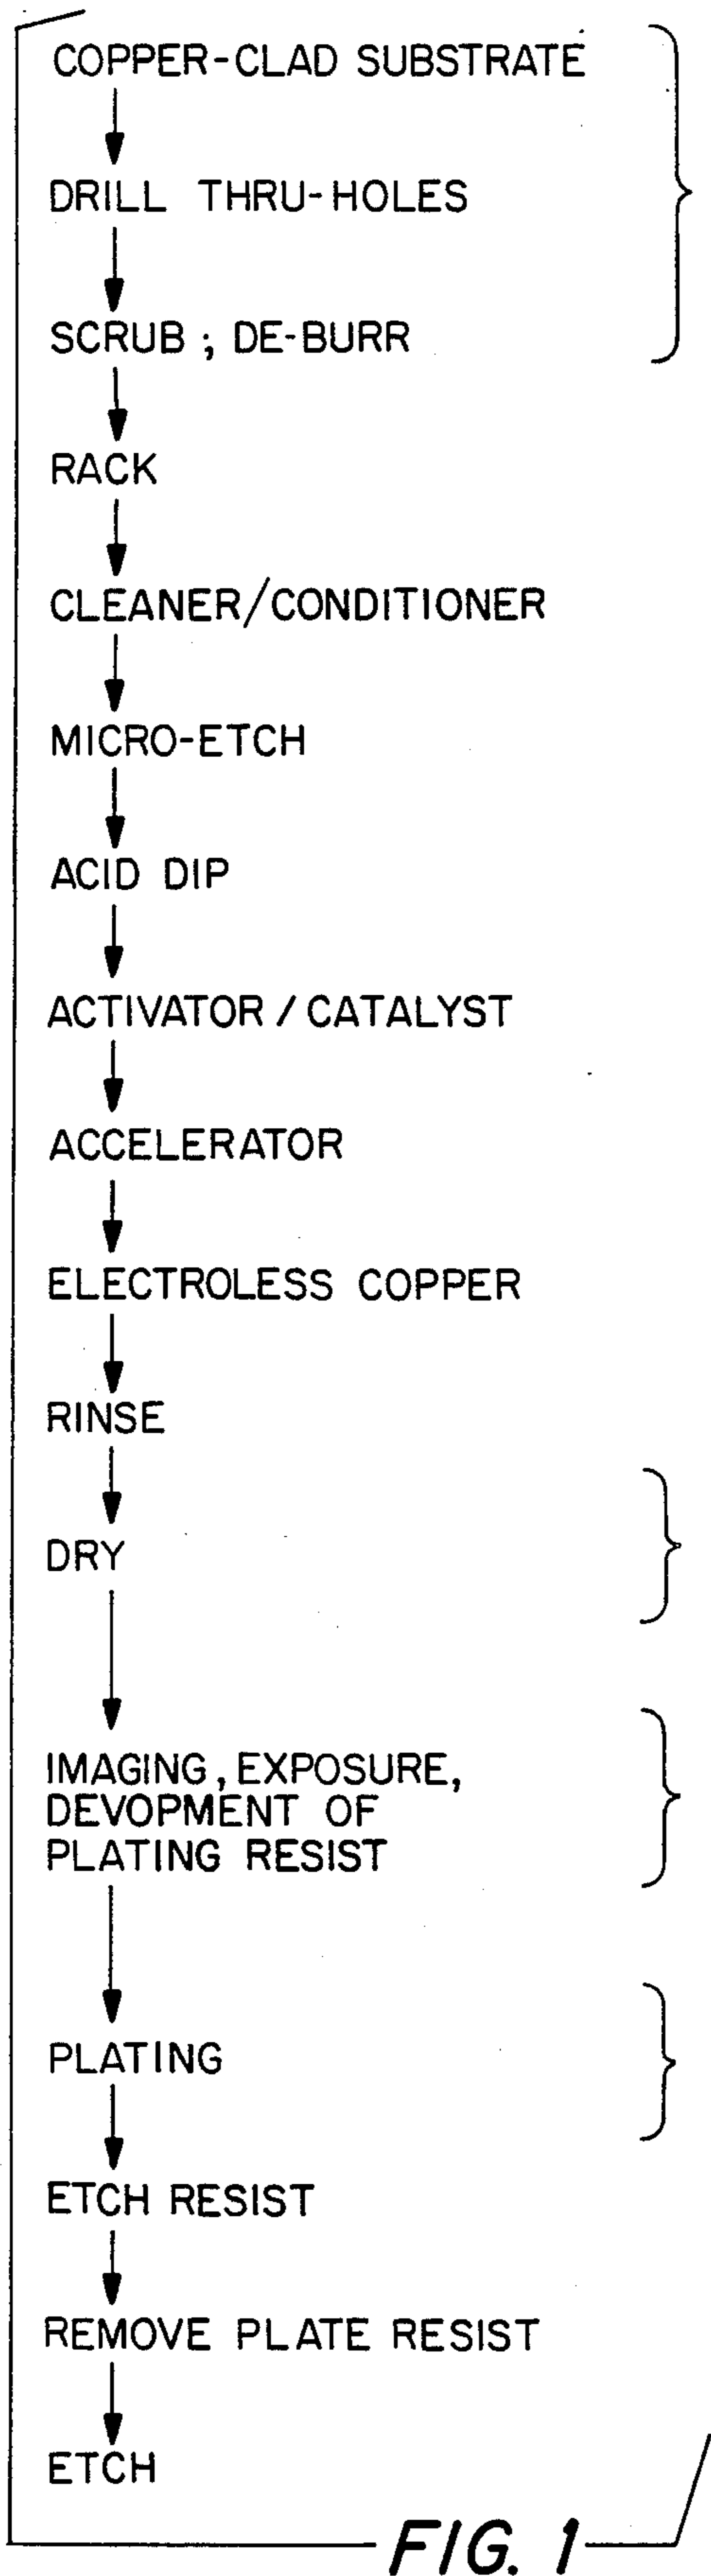 COPPER-CLAD SUBSTRATE
DRILL THRU-HOLES
SCRUB ; DE-BURR
RACK
CLEANER/CONDITIONER
MICRO-ETCH
ACID DIP
ACTIVATOR / CATALYST
ACCELERATOR
ELECTROLESS COPPER
RINSE
DRY
IMAGING, EXPOSURE,
DEVOPMENT OF
PLATING RESIST
PLATING
ETCH RESIST
REMOVE PLATE RESIST
ETCH
FIG. 1